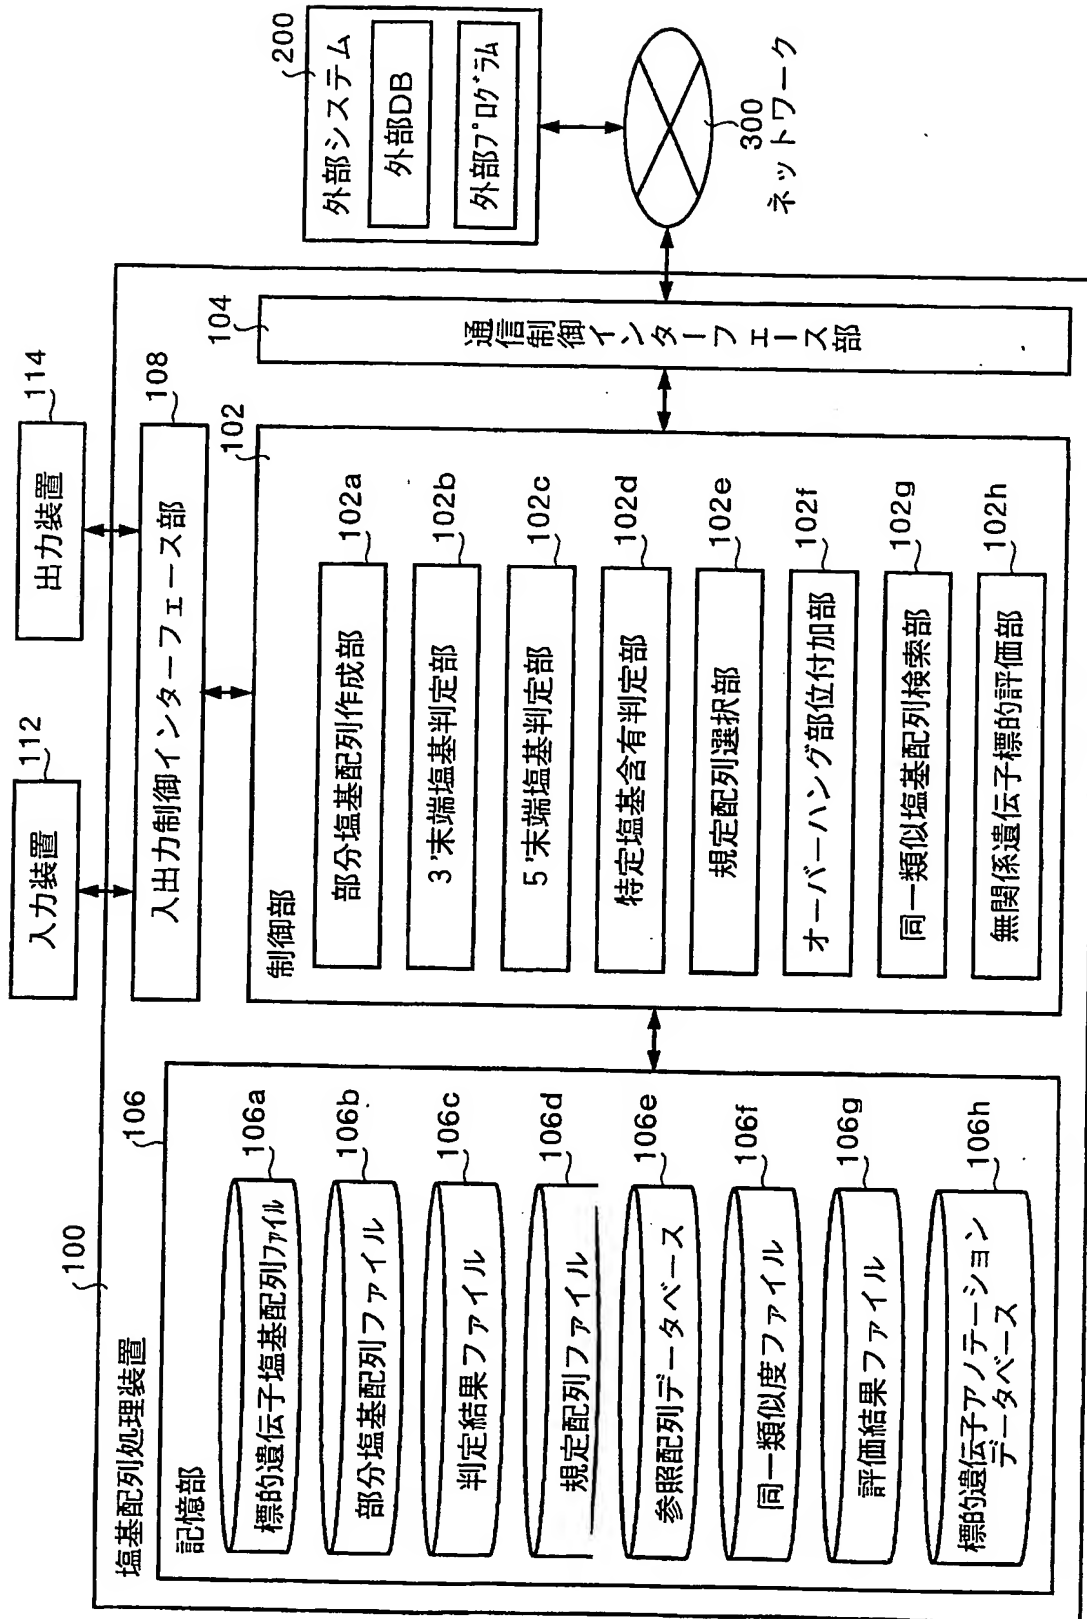 100
塩基配列処理装置
106
記憶部
標的遺伝子塩基配列ファイル
106a
部分塩基配列ファイル
106b
判定結果ファイル
106c
規定配列ファイル
106d
参照配列データベース
106e
同一類似度ファイル
106f
評価結果ファイル
106g
標的遺伝子アノテーション
データベース
106h
入力装置
112
出力装置
114
入出力制御インターフェース部
108
制御部
102
部分塩基配列作成部
102a
3'末端塩基判定部
102b
5'末端塩基判定部
102c
特定塩基含有判定部
102d
規定配列選択部
102e
オーバーハング部位付加部
102f
同一類似塩基配列検索部
102g
無関係遺伝子標的評価部
102h
104
通信制御インターフェース部
外部システム
200
外部DB
外部プログラム
300
ネットワーク